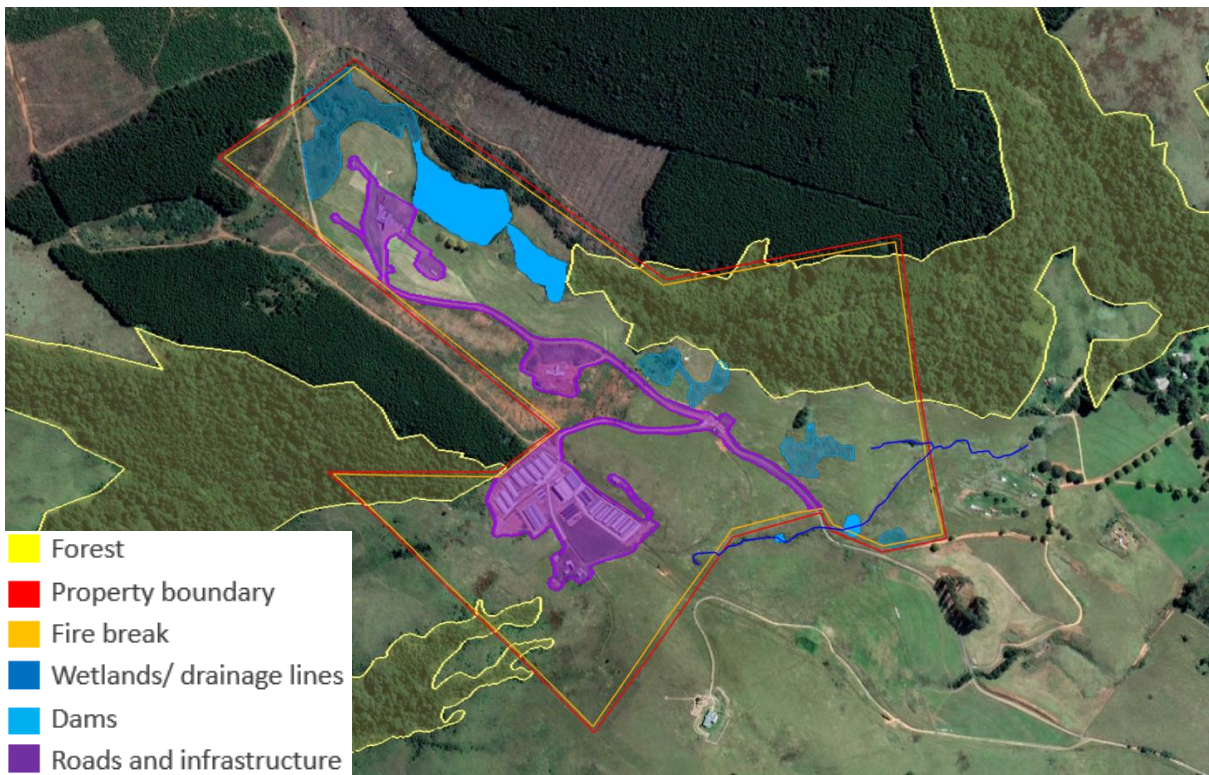 Forest
Property boundary
Fire break
Wetlands/ drainage lines
Dams
Roads and infrastructure